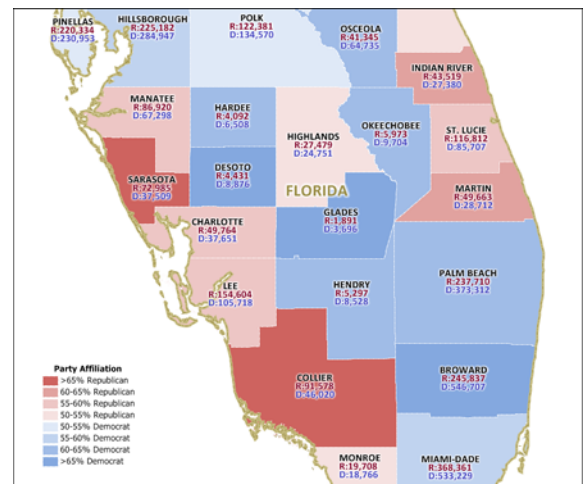 PINELLAS
R:220,334
D:230,953
HILLSBOROUGH
R:225,182
D:284,947
POLK
R:122,381
D:134,570
OSCEOLA
R:41,345
D:64,735
INDIAN RIVER
R:43,519
D:27,380
MANATEE
R:86,920
D:67,298
HARDEE
R:4,092
D:6,508
HIGHLANDS
R:27,479
D:24,751
OKEECHOBEE
R:5,973
D:9,704
ST. LUCIE
R:116,812
D:85,707
SARASOTA
R:72,985
D:37,509
DESOTO
R:4,431
D:8,876
FLORIDA
MARTIN
R:49,663
D:28,712
CHARLOTTE
R:49,764
D:37,651
GLADES
R:1,891
D:3,696
LEE
R:154,604
D:105,718
HENDRY
R:5,297
D:8,528
PALM BEACH
R:237,710
D:373,312
COLLIER
R:91,578
D:46,020
BROWARD
R:245,837
D:546,707
MONROE
R:19,708
D:18,766
MIAMI-DADE
R:368,361
D:533,229
Party Affiliation
>65% Republican
60-65% Republican
55-60% Republican
50-55% Republican
50-55% Democrat
55-60% Democrat
60-65% Democrat
>65% Democrat